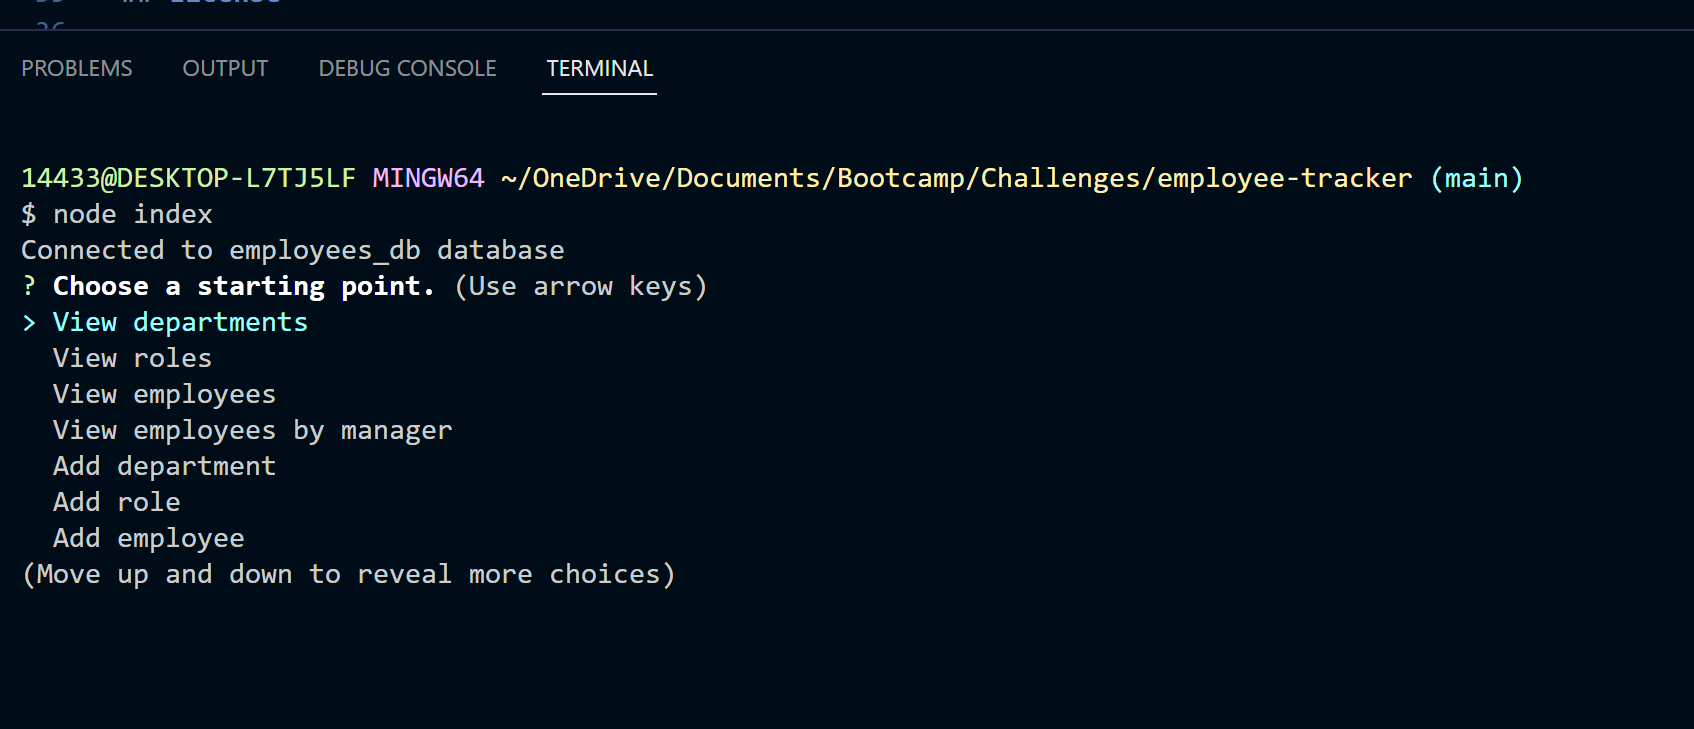 PROBLEMS OUTPUT DEBUG CONSOLE TERMINAL
14433@DESKTOP-L7TJ5LF MINGW64 ~/OneDrive/Documents/Bootcamp/Challenges/employee-tracker (main)
$ node index
Connected to employees_db database
? Choose a starting point. (Use arrow keys)
> View departments
View roles
View employees
View employees by manager
Add department
Add role
Add employee
(Move up and down to reveal more choices)